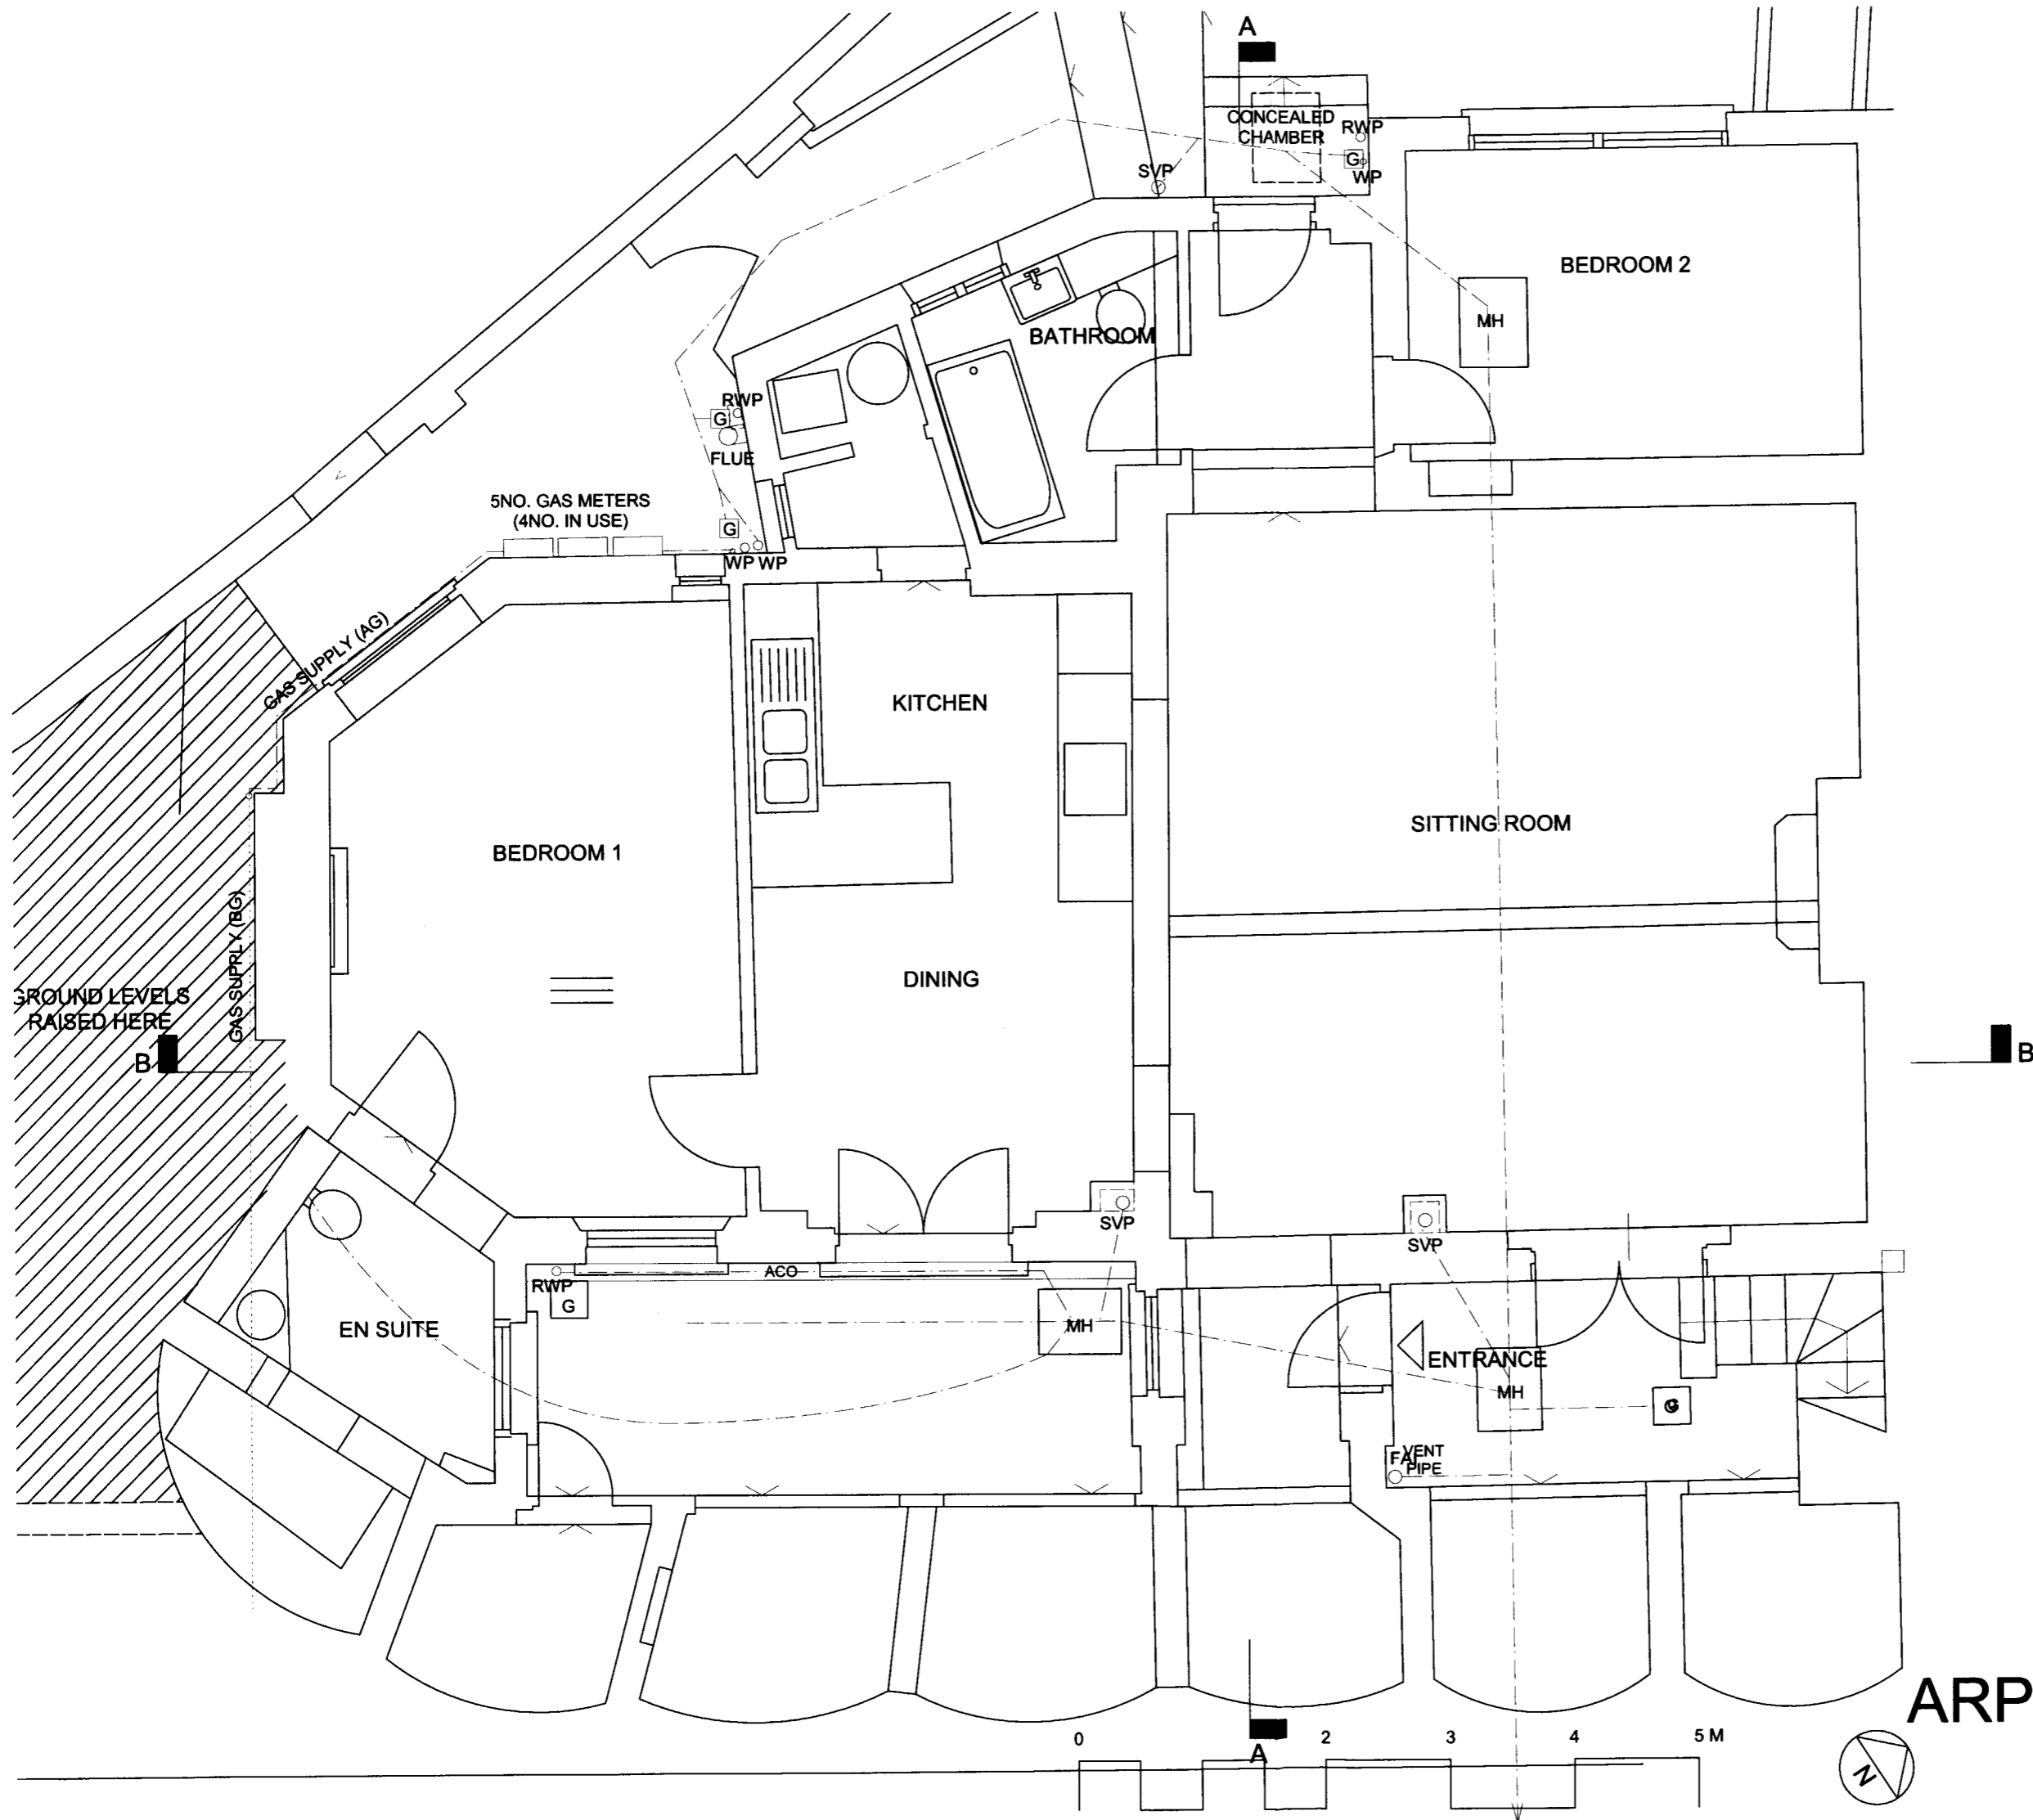 A
CONCEALED
CHAMBER
RWP
G
WP
SVP
BEDROOM 2
MH
BATHROOM
RWP
G
FLUE
5NO. GAS METERS
(4NO. IN USE)
G
WP WP
GAS SUPPLY (AG)
KITCHEN
SITTING ROOM
BEDROOM 1
GAS SUPPLY (BG)
DINING
GROUND LEVELS
RAISED HERE
B
B
SVP
SVP
RWP
ACO
G
MH
EN SUITE
ENTRANCE
MH
G
FAI
VENT
PIPE
ARP
0
2
3
4
5 M
A
N